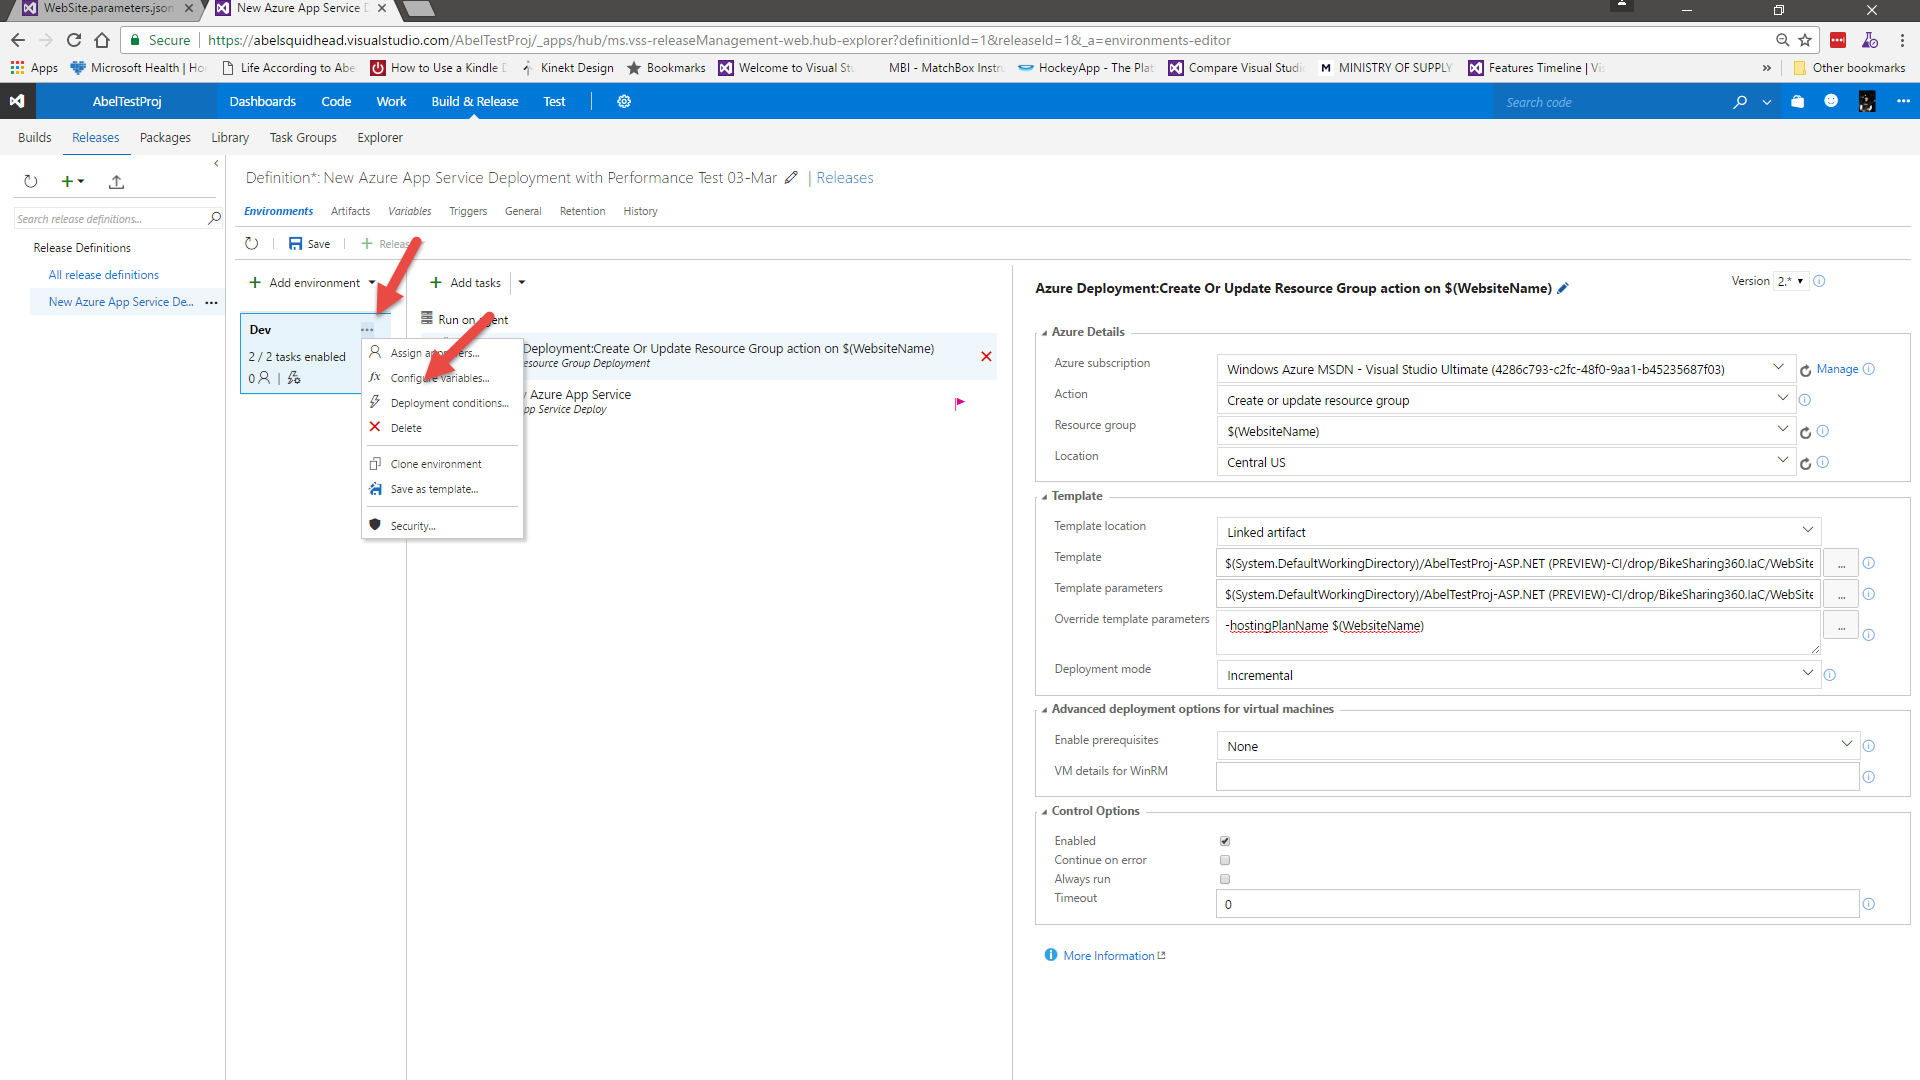 WebSite.parameters.json
New Azure App Service D
Secure
https://abelsquidhead.visualstudio.com/AbelTestProj/_apps/hub/ms.vss-releaseManagement-web.hub-explorer?definitionId=1&releaseId=1&_a=environments-editor
Apps
Microsoft Health | Ho
Life According to Abe
How to Use a Kindle D
Kinekt Design
Bookmarks
Welcome to Visual Stu
MBI - MatchBox Instru
HockeyApp - The Plat
Compare Visual Studio
M MINISTRY OF SUPPLY
Features Timeline | Vis
»
Other bookmarks
AbelTestProj
Dashboards
Code
Work
Build & Release
Test
Search code
Builds
Releases
Packages
Library
Task Groups
Explorer
Search release definitions...
Release Definitions
All release definitions
New Azure App Service De...
Definition*: New Azure App Service Deployment with Performance Test 03-Mar | Releases
Environments
Artifacts
Variables
Triggers
General
Retention
History
Save
Releas
Add environment
Add tasks
Dev
2 / 2 tasks enabled
0
Assign
Configure variables...
Deployment conditions...
Delete
Clone environment
Save as template...
Security...
Run on agent
Deployment:Create Or Update Resource Group action on $(WebsiteName)
esource Group Deployment
Azure App Service
pp Service Deploy
Azure Deployment:Create Or Update Resource Group action on $(WebsiteName)
Version 2.*
Azure Details
Azure subscription
Windows Azure MSDN - Visual Studio Ultimate (4286c793-c2fc-48f0-9aa1-b45235687f03)
Manage
Action
Create or update resource group
Resource group
$(WebsiteName)
Location
Central US
Template
Template location
Linked artifact
Template
$(System.DefaultWorkingDirectory)/AbelTestProj-ASP.NET (PREVIEW)-CI/drop/BikeSharing360.IaC/WebSite
...
Template parameters
$(System.DefaultWorkingDirectory)/AbelTestProj-ASP.NET (PREVIEW)-CI/drop/BikeSharing360.IaC/WebSite
...
Override template parameters
-hostingPlanName $(WebsiteName)
...
Deployment mode
Incremental
Advanced deployment options for virtual machines
Enable prerequisites
None
VM details for WinRM
Control Options
Enabled
Continue on error
Always run
Timeout
0
More Information